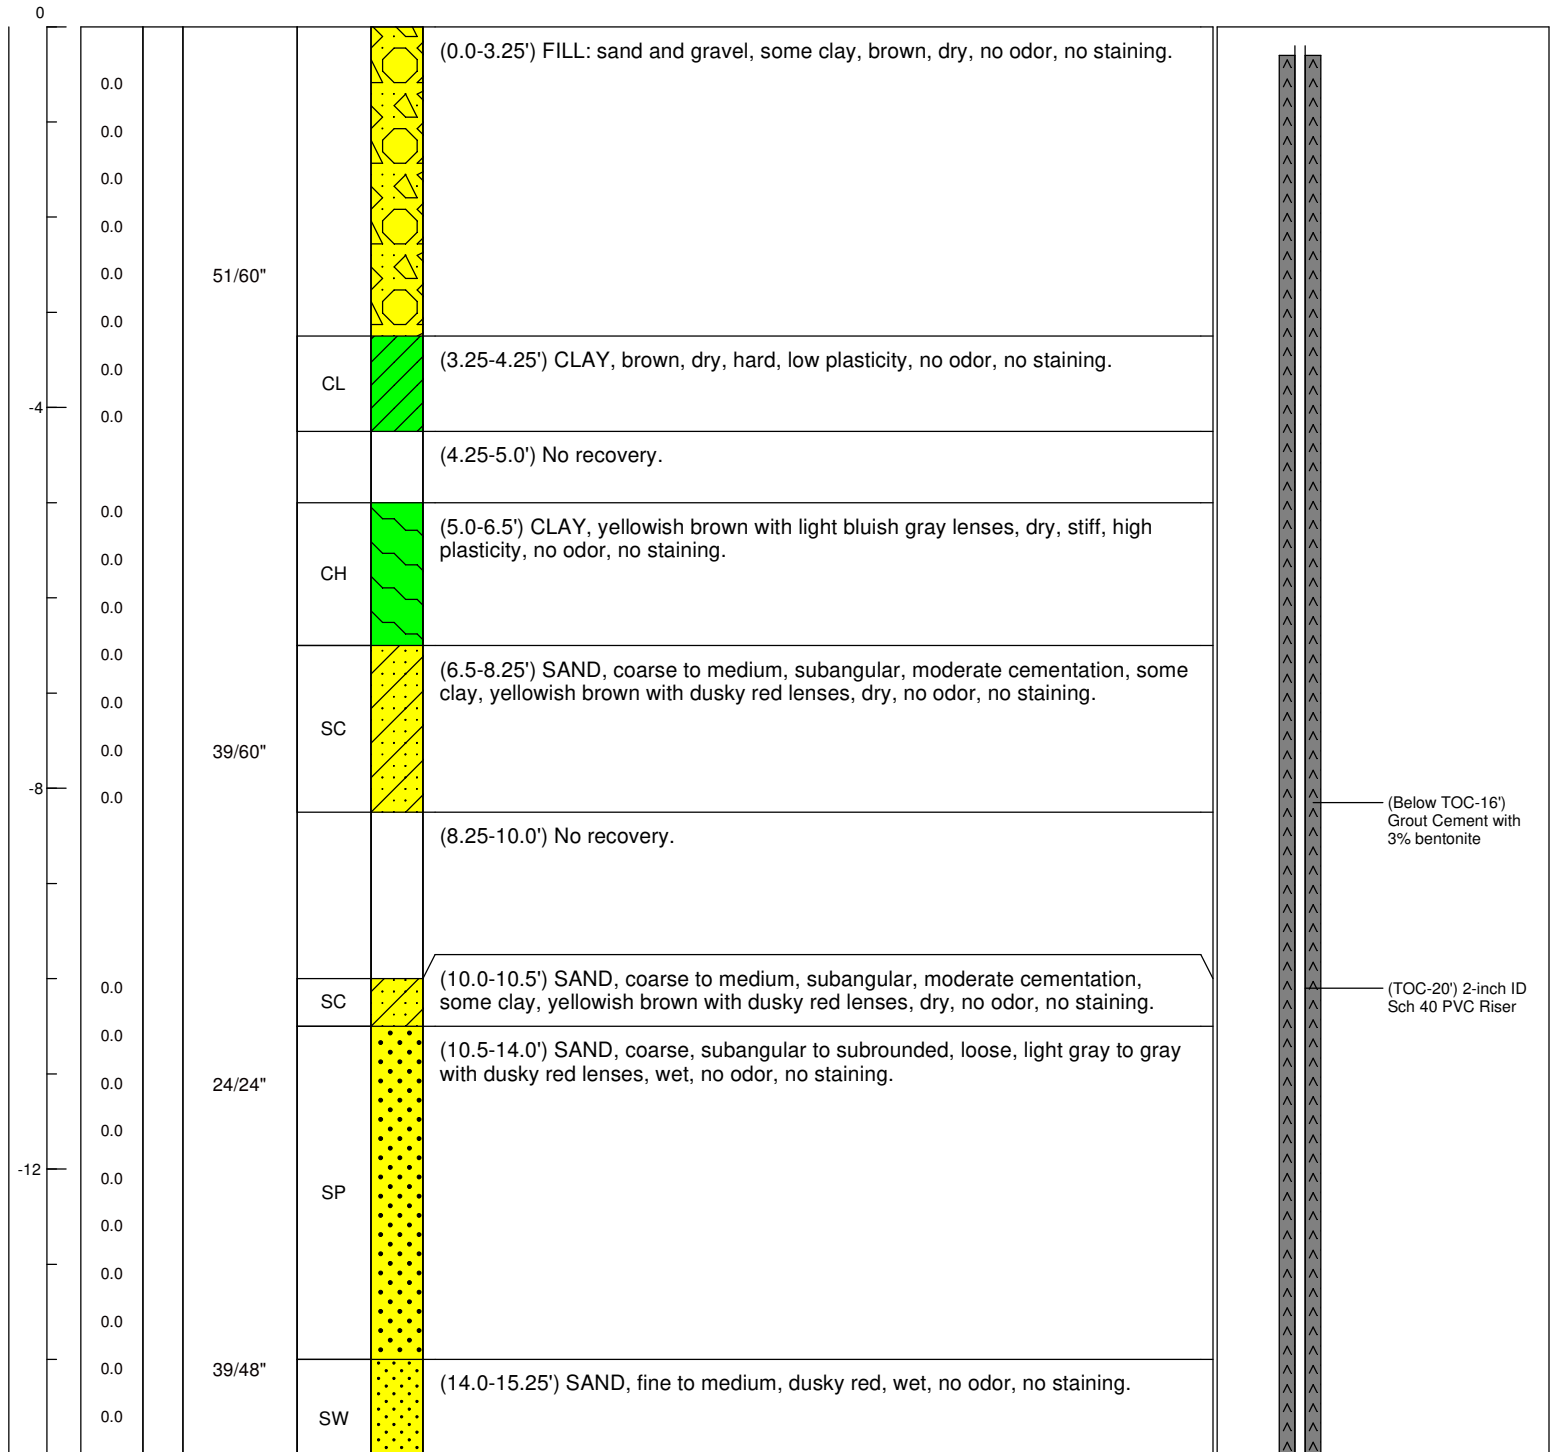 0
(0.0-3.25') FILL: sand and gravel, some clay, brown, dry, no odor, no staining.
0.0
0.0
0.0
0.0
0.0
51/60"
0.0
(3.25-4.25') CLAY, brown, dry, hard, low plasticity, no odor, no staining.
0.0
CL
-4
0.0
(4.25-5.0') No recovery.
0.0
(5.0-6.5') CLAY, yellowish brown with light bluish gray lenses, dry, stiff, high
plasticity, no odor, no staining.
0.0
CH
0.0
0.0
(6.5-8.25') SAND, coarse to medium, subangular, moderate cementation, some
clay, yellowish brown with dusky red lenses, dry, no odor, no staining.
0.0
SC
0.0
39/60"
-8
0.0
(Below TOC-16')
Grout Cement with
3% bentonite
(8.25-10.0') No recovery.
(10.0-10.5') SAND, coarse to medium, subangular, moderate cementation,
some clay, yellowish brown with dusky red lenses, dry, no odor, no staining.
0.0
SC
(TOC-20') 2-inch ID
Sch 40 PVC Riser
0.0
(10.5-14.0') SAND, coarse, subangular to subrounded, loose, light gray to gray
with dusky red lenses, wet, no odor, no staining.
0.0
24/24"
0.0
-12
0.0
SP
0.0
0.0
0.0
0.0
39/48"
(14.0-15.25') SAND, fine to medium, dusky red, wet, no odor, no staining.
0.0
SW